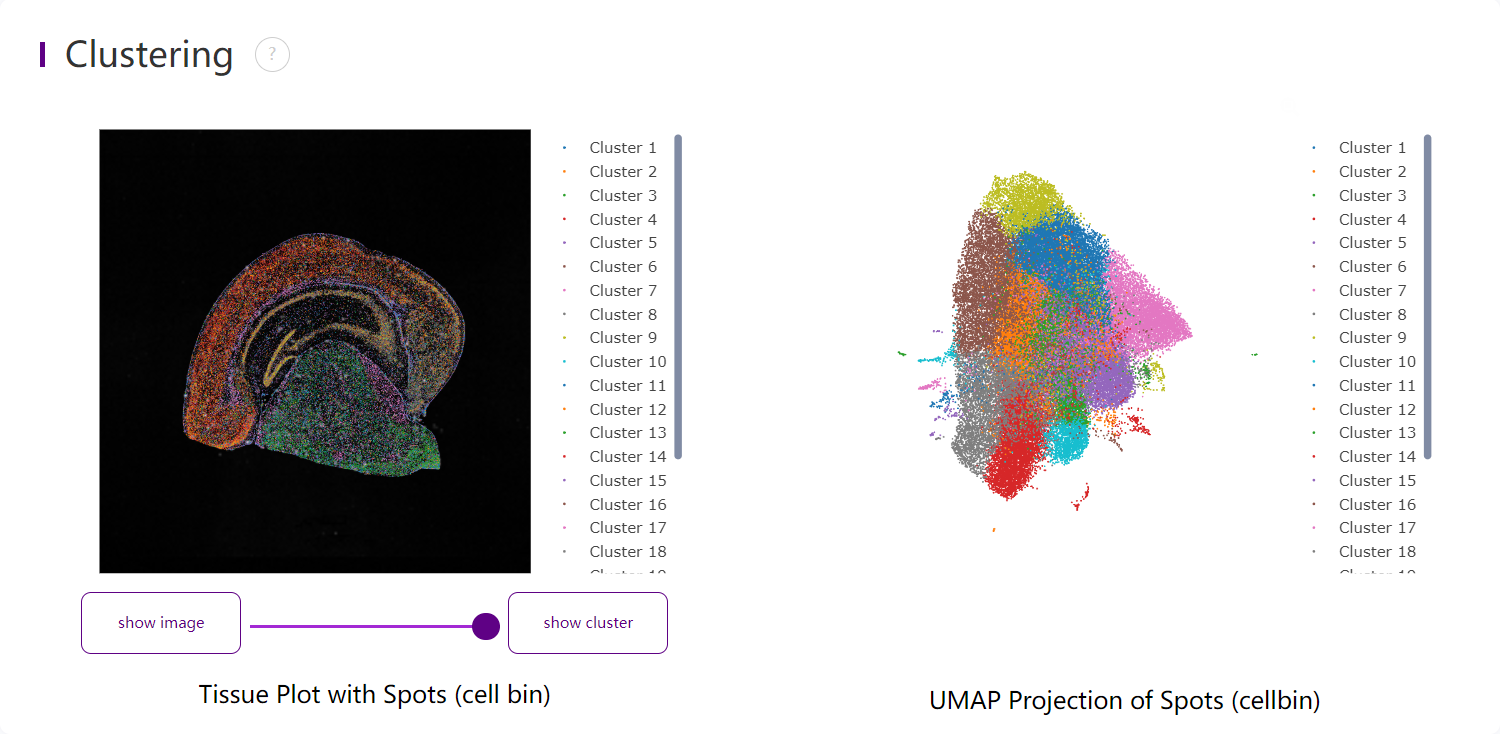 Clustering ?
Cluster 1
Cluster 2
Cluster 3
Cluster 4
Cluster 5
Cluster 6
Cluster 7
Cluster 8
Cluster 9
Cluster 10
Cluster 11
Cluster 12
Cluster 13
Cluster 14
Cluster 15
Cluster 16
Cluster 17
Cluster 18
show image
show cluster
Tissue Plot with Spots (cell bin)
Cluster 1
Cluster 2
Cluster 3
Cluster 4
Cluster 5
Cluster 6
Cluster 7
Cluster 8
Cluster 9
Cluster 10
Cluster 11
Cluster 12
Cluster 13
Cluster 14
Cluster 15
Cluster 16
Cluster 17
Cluster 18
UMAP Projection of Spots (cellbin)